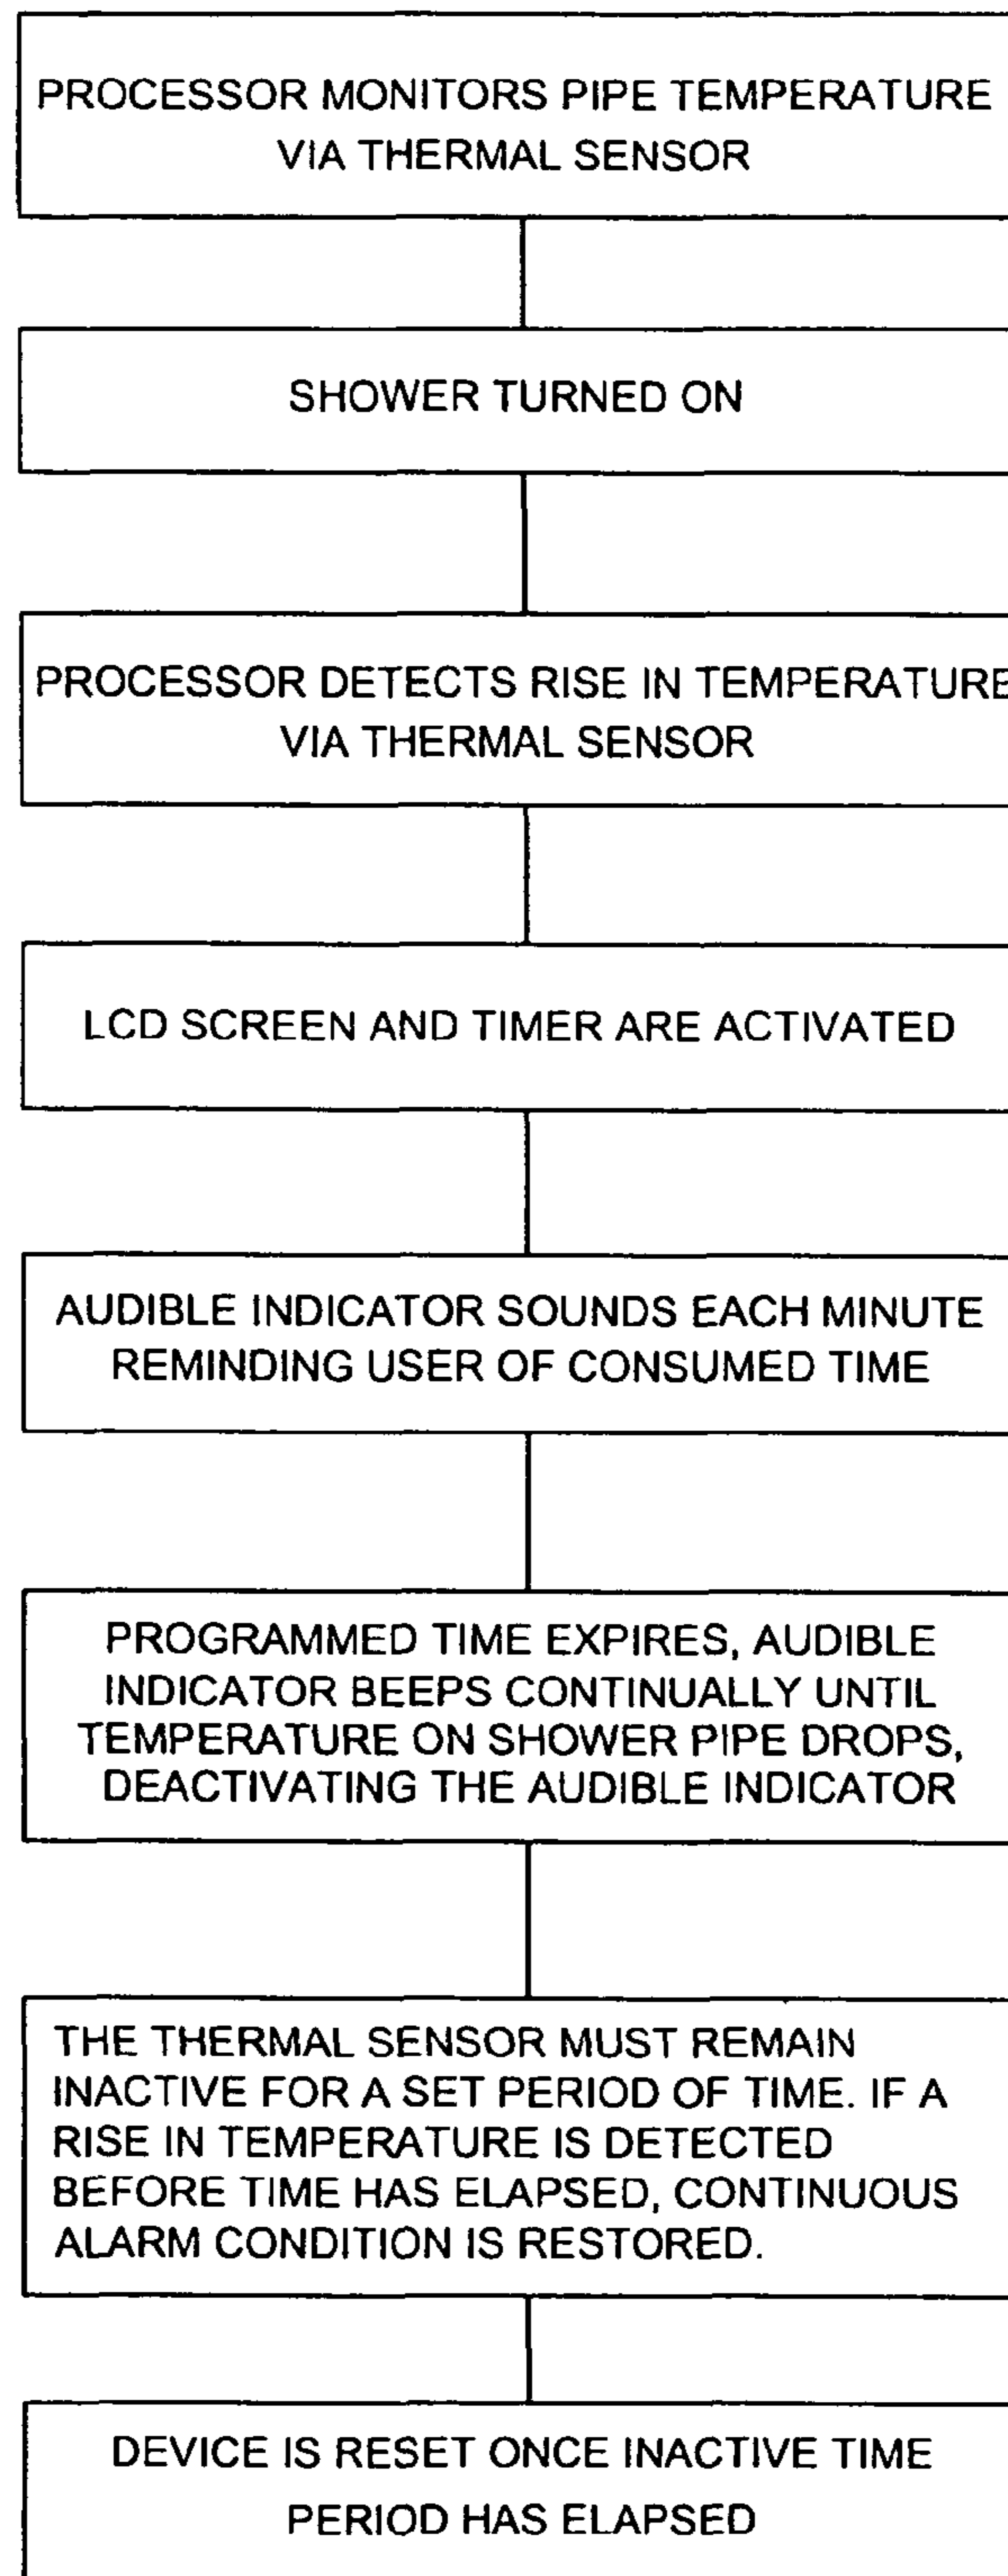 PROCESSOR MONITORS PIPE TEMPERATURE
VIA THERMAL SENSOR
SHOWER TURNED ON
PROCESSOR DETECTS RISE IN TEMPERATURE
VIA THERMAL SENSOR
LCD SCREEN AND TIMER ARE ACTIVATED
AUDIBLE INDICATOR SOUNDS EACH MINUTE
REMINDING USER OF CONSUMED TIME
PROGRAMMED TIME EXPIRES, AUDIBLE
INDICATOR BEEPS CONTINUALLY UNTIL
TEMPERATURE ON SHOWER PIPE DROPS,
DEACTIVATING THE AUDIBLE INDICATOR
THE THERMAL SENSOR MUST REMAIN
INACTIVE FOR A SET PERIOD OF TIME. IF A
RISE IN TEMPERATURE IS DETECTED
BEFORE TIME HAS ELAPSED, CONTINUOUS
ALARM CONDITION IS RESTORED.
DEVICE IS RESET ONCE INACTIVE TIME
PERIOD HAS ELAPSED